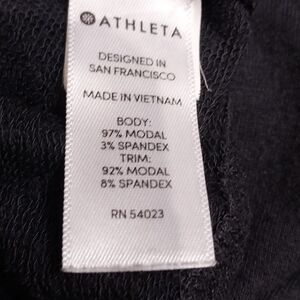 ATHLETA
DESIGNED IN
SAN FRANCISCO
MADE IN VIETNAM
BODY:
97% MODAL
3% SPANDEX
TRIM:
92% MODAL
8% SPANDEX
RN 54023